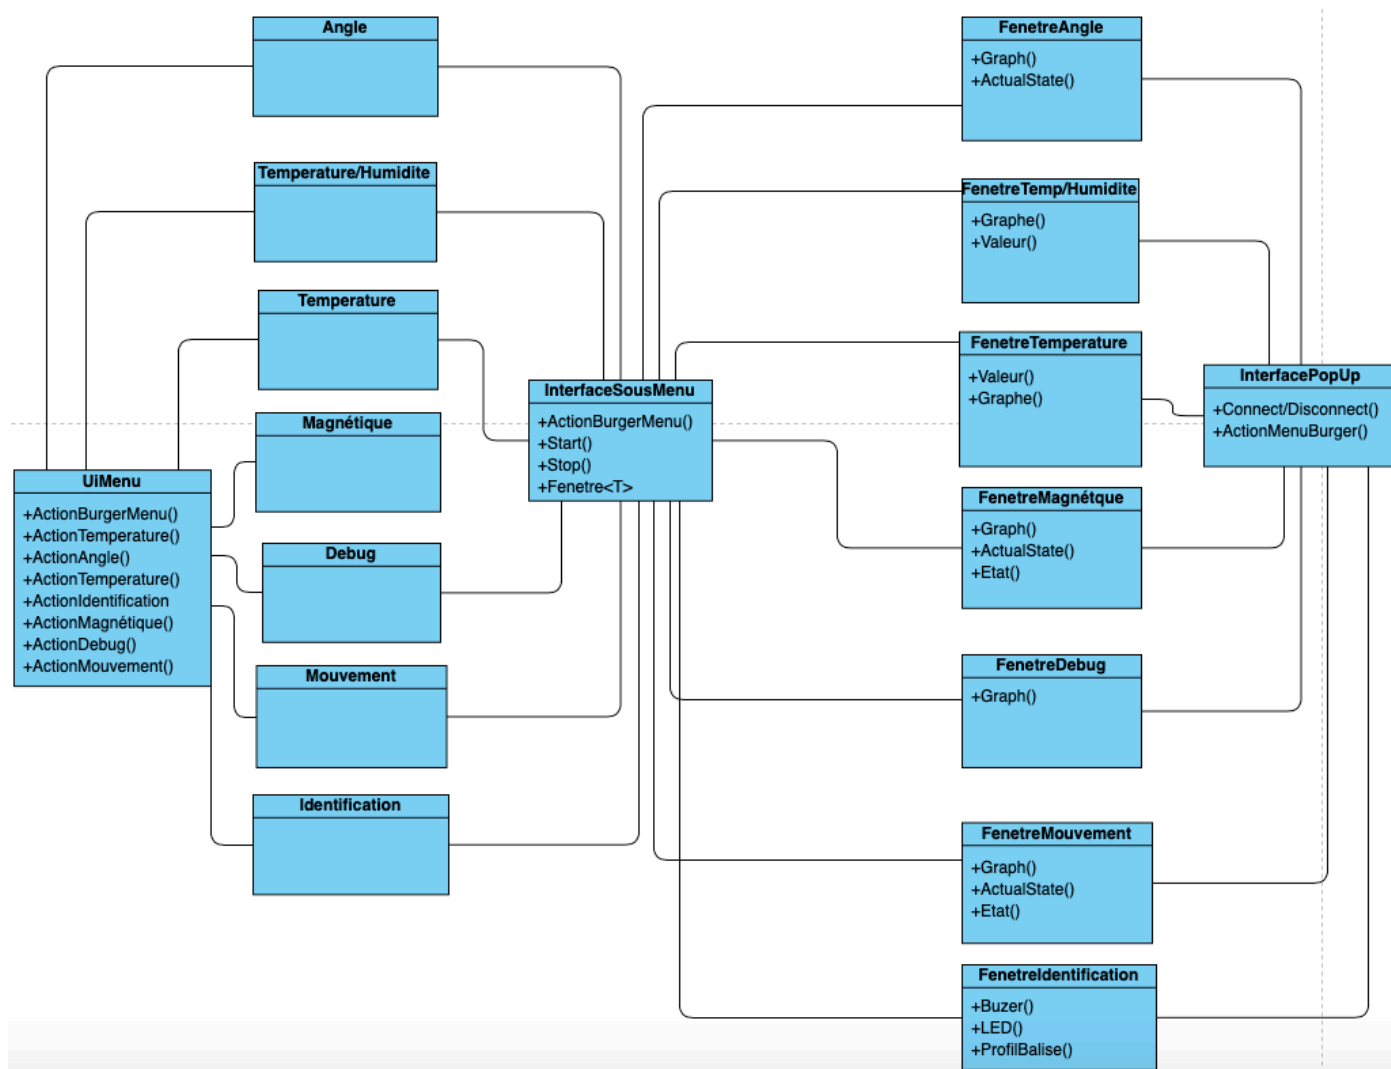 Angle
Temperature/Humidite
Temperature
Magnétique
Debug
Mouvement
Identification
UiMenu
+ActionBurgerMenu()
+ActionTemperature()
+ActionAngle()
+ActionTemperature()
+ActionIdentification
+ActionMagnétique()
+ActionDebug()
+ActionMouvement()
InterfaceSousMenu
+ActionBurgerMenu()
+Start()
+Stop()
+Fenetre<T>
FenetreAngle
+Graph()
+ActualState()
FenetreTemp/Humidite
+Graphe()
+Valeur()
FenetreTemperature
+Valeur()
+Graphe()
FenetreMagnétque
+Graph()
+ActualState()
+Etat()
FenetreDebug
+Graph()
FenetreMouvement
+Graph()
+ActualState()
+Etat()
FenetreIdentification
+Buzer()
+LED()
+ProfilBalise()
InterfacePopUp
+Connect/Disconnect()
+ActionMenuBurger()